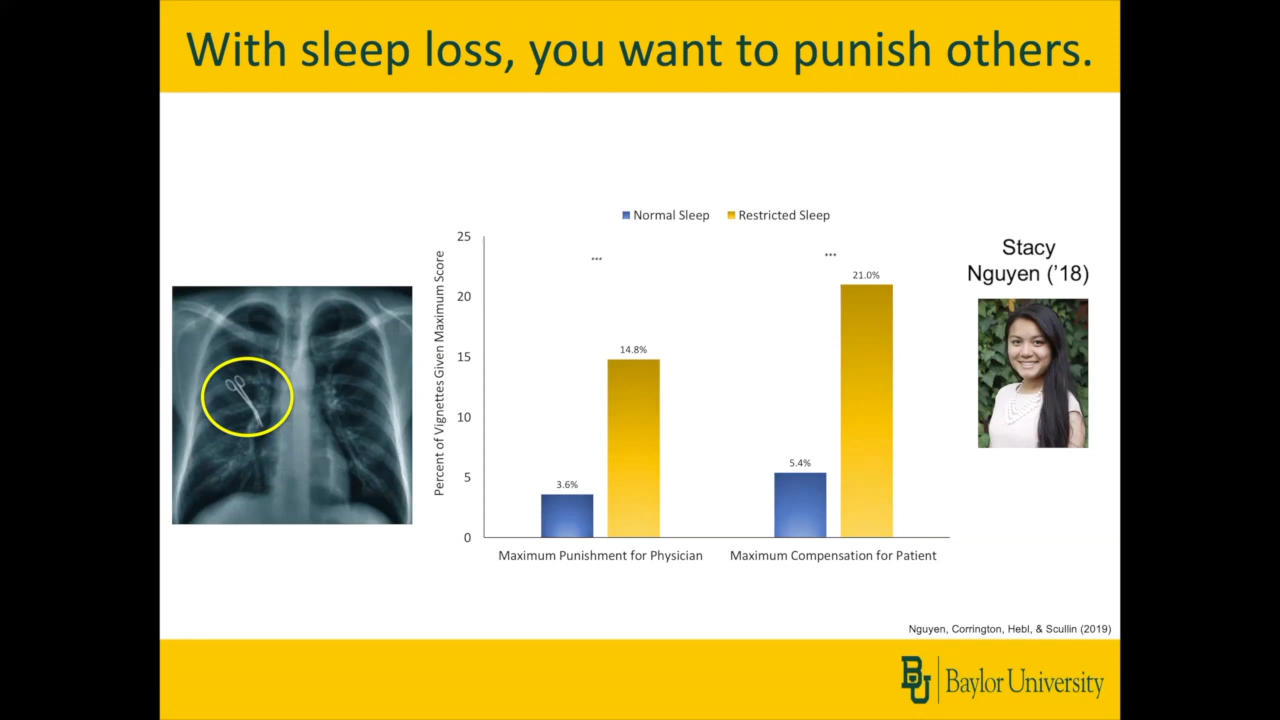 With sleep loss, you want to punish others.
Normal Sleep Restricted Sleep
Percent of Vignettes Given Maximum Score
25
20
15
10
5
0
***
***
3.6%
14.8%
5.4%
21.0%
Maximum Punishment for Physician
Maximum Compensation for Patient
Stacy
Nguyen (’18)
Nguyen, Corrington, Hebl, & Scullin (2019)
BU
Baylor University